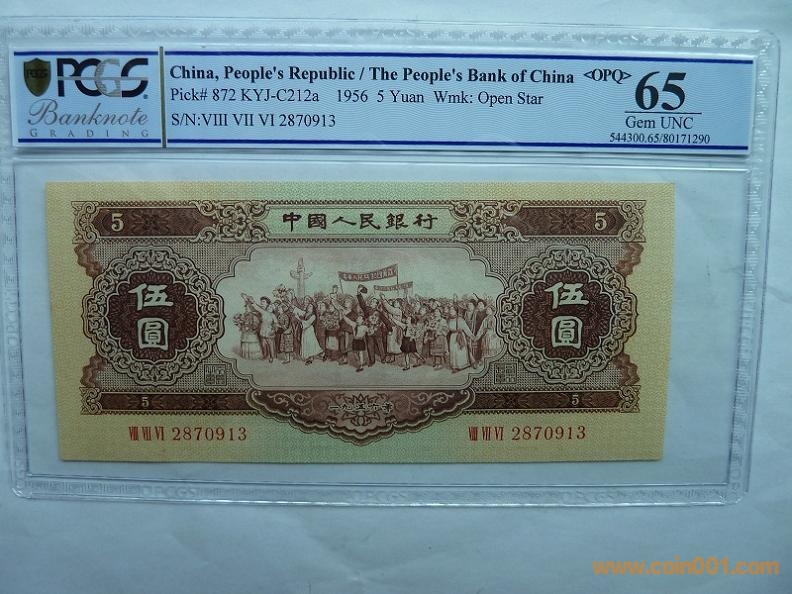 PCGS
Banknote
GRADING
China, People's Republic / The People's Bank of China
Pick# 872 KYJ-C212a 1956 5 Yuan Wmk: Open Star
S/N:VIII VII VI 2870913
<OPQ>
65
Gem UNC
544300.65/80171290
5 中國人民銀行 5
伍圓 伍圓
5 一九五六年 5
VIII VII VI 2870913 VIII VII VI 2870913
www.coin001.com